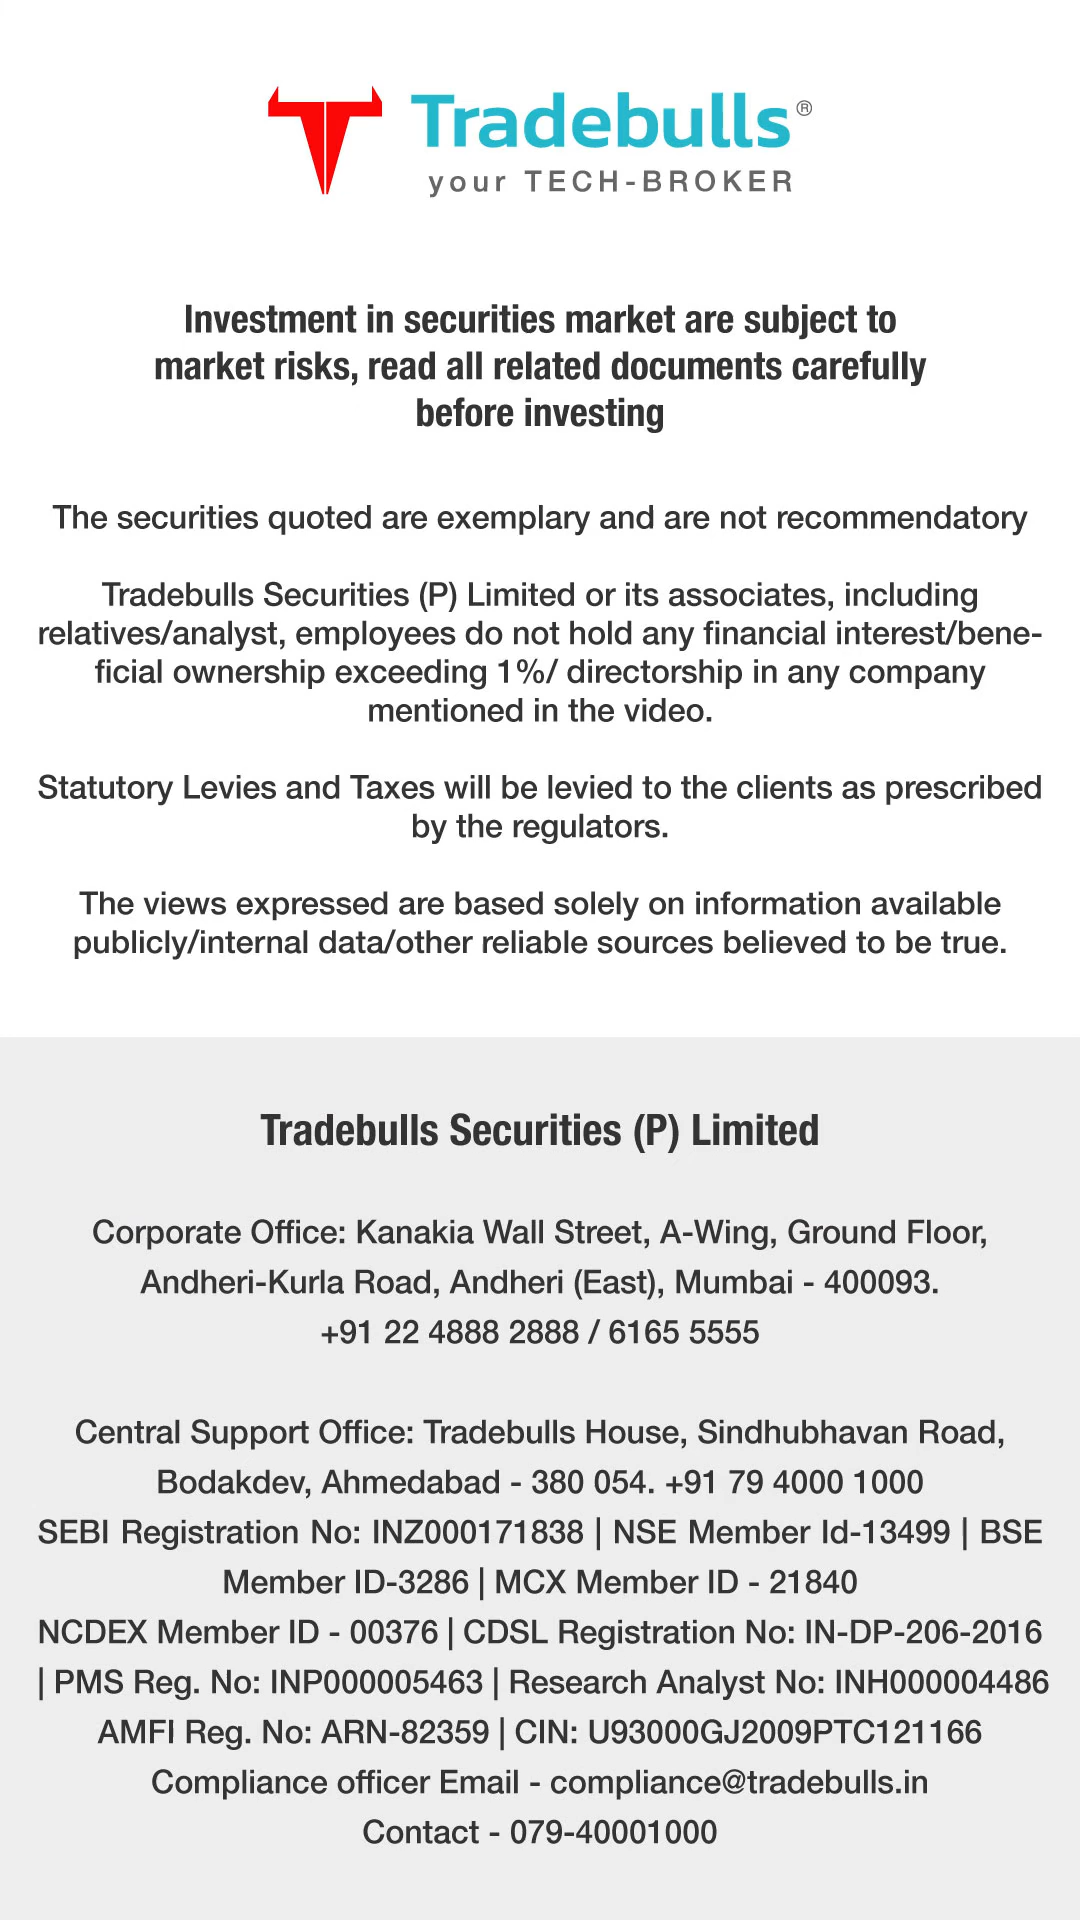 Tradebulls®
your TECH-BROKER
Investment in securities market are subject to
market risks, read all related documents carefully
before investing
The securities quoted are exemplary and are not recommendatory
Tradebulls Securities (P) Limited or its associates, including
relatives/analyst, employees do not hold any financial interest/bene-
ficial ownership exceeding 1%/ directorship in any company
mentioned in the video.
Statutory Levies and Taxes will be levied to the clients as prescribed
by the regulators.
The views expressed are based solely on information available
publicly/internal data/other reliable sources believed to be true.
Tradebulls Securities (P) Limited
Corporate Office: Kanakia Wall Street, A-Wing, Ground Floor,
Andheri-Kurla Road, Andheri (East), Mumbai - 400093.
+91 22 4888 2888 / 6165 5555
Central Support Office: Tradebulls House, Sindhubhavan Road,
Bodakdev, Ahmedabad - 380 054. +91 79 4000 1000
SEBI Registration No: INZ000171838 | NSE Member Id-13499 | BSE
Member ID-3286 | MCX Member ID - 21840
NCDEX Member ID - 00376 | CDSL Registration No: IN-DP-206-2016
| PMS Reg. No: INP000005463 | Research Analyst No: INH000004486
AMFI Reg. No: ARN-82359 | CIN: U93000GJ2009PTC121166
Compliance officer Email - compliance@tradebulls.in
Contact - 079-40001000